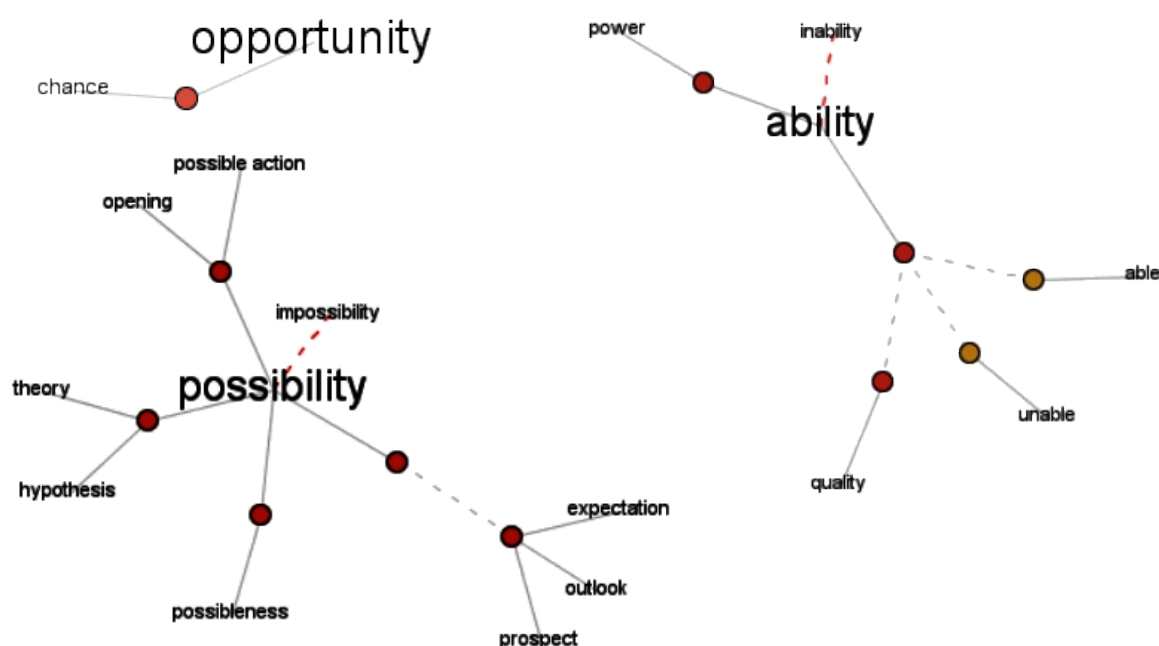 opportunity
chance
possible action
opening
impossibility
possibility
theory
hypothesis
possibleness
expectation
outlook
prospect
power
inability
ability
able
unable
quality